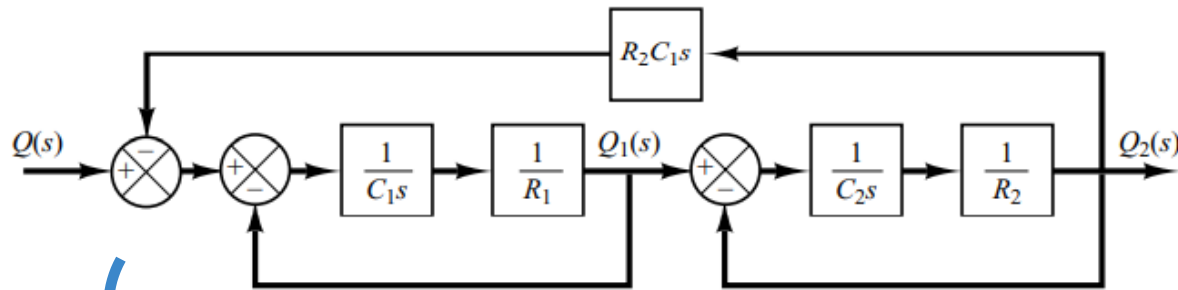 R₂C₁s
−
Q(s) + + − 1/(C₁s) 1/R₁ Q₁(s) + − 1/(C₂s) 1/R₂ Q₂(s)